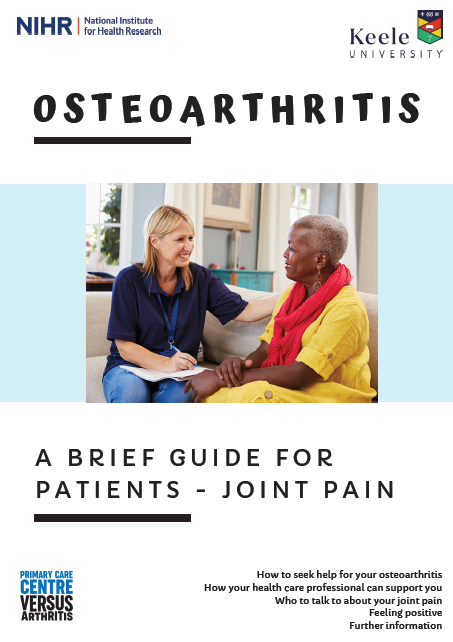 NIHR | National Institute
for Health Research
Keele
UNIVERSITY
OSTEOARTHRITIS
A BRIEF GUIDE FOR
PATIENTS - JOINT PAIN
PRIMARY CARE
CENTRE
VERSUS
ARTHRITIS
How to seek help for your osteoarthritis
How your health care professional can support you
Who to talk to about your joint pain
Feeling positive
Further information